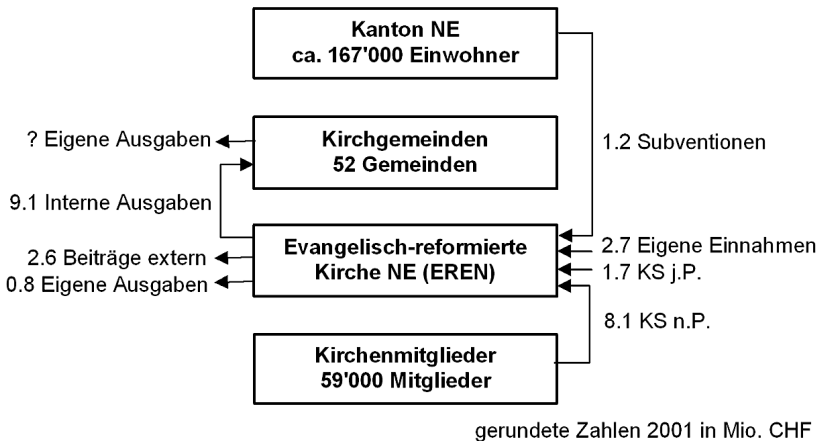 Kanton NE
ca. 167'000 Einwohner
? Eigene Ausgaben
Kirchgemeinden
52 Gemeinden
1.2 Subventionen
9.1 Interne Ausgaben
2.6 Beiträge extern
0.8 Eigene Ausgaben
Evangelisch-reformierte
Kirche NE (EREN)
2.7 Eigene Einnahmen
1.7 KS j.P.
8.1 KS n.P.
Kirchenmitglieder
59'000 Mitglieder
gerundete Zahlen 2001 in Mio. CHF